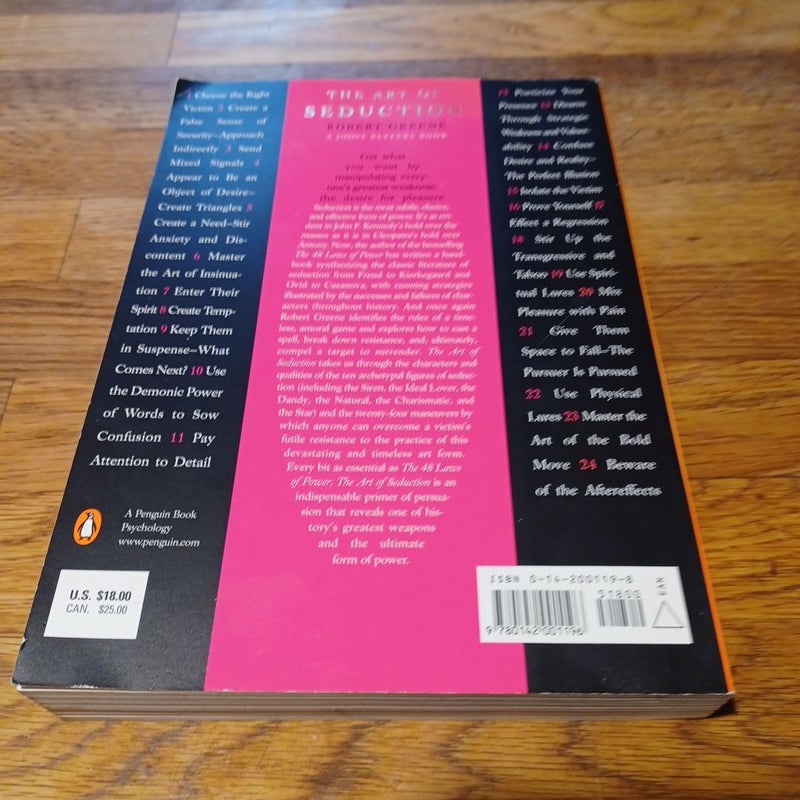 1 Choose the Right
Victim 2 Create a
False Sense of
Security–Approach
Indirectly 3 Send
Mixed Signals 4
Appear to Be an
Object of Desire–
Create Triangles 5
Create a Need–Stir
Anxiety and Dis-
content 6 Master
the Art of Insinua-
tion 7 Enter Their
Spirit 8 Create Temp-
tation 9 Keep Them
in Suspense–What
Comes Next? 10 Use
the Demonic Power
of Words to Sow
Confusion 11 Pay
Attention to Detail
A Penguin Book
Psychology
www.penguin.com
U.S. $18.00
CAN. $25.00
THE ART OF
SEDUCTION
ROBERT GREENE
A JOOST ELFFERS BOOK
Get what
you want by
manipulating every-
one's greatest weakness:
the desire for pleasure
Seduction is the most subtle, elusive,
and effective form of power. It's as evi-
dent in John F. Kennedy's hold over the
masses as it is in Cleopatra's hold over
Antony. Now, the author of the bestselling
The 48 Laws of Power has written a hand-
book synthesizing the classic literature of
seduction from Freud to Kierkegaard and
Ovid to Casanova, with cunning strategies
illustrated by the successes and failures of char-
acters throughout history. And once again
Robert Greene identifies the rules of a time-
less, amoral game and explores how to cast a
spell, break down resistance, and, ultimately,
compel a target to surrender. The Art of
Seduction takes us through the characters and
qualities of the ten archetypal figures of seduc-
tion (including the Siren, the Ideal Lover, the
Dandy, the Natural, the Charismatic, and
the Star) and the twenty-four maneuvers by
which anyone can overcome a victim's
futile resistance to the practice of this
devastating and timeless art form.
Every bit as essential as The 48 Laws
of Power, The Art of Seduction is an
indispensable primer of persua-
sion that reveals one of his-
tory's greatest weapons
and the ultimate
form of power.
12 Poeticize Your
Presence 13 Disarm
Through Strategic
Weakness and Vulner-
ability 14 Confuse
Desire and Reality–
The Perfect Illusion
15 Isolate the Victim
16 Prove Yourself 17
Effect a Regression
18 Stir Up the
Transgressive and
Taboo 19 Use Spiri-
tual Lures 20 Mix
Pleasure with Pain
21 Give Them
Space to Fall–The
Pursuer Is Pursued
22 Use Physical
Lures 23 Master the
Art of the Bold
Move 24 Beware
of the Aftereffects
ISBN 0-14-200119-8
51800
EAN
9 780142 001196